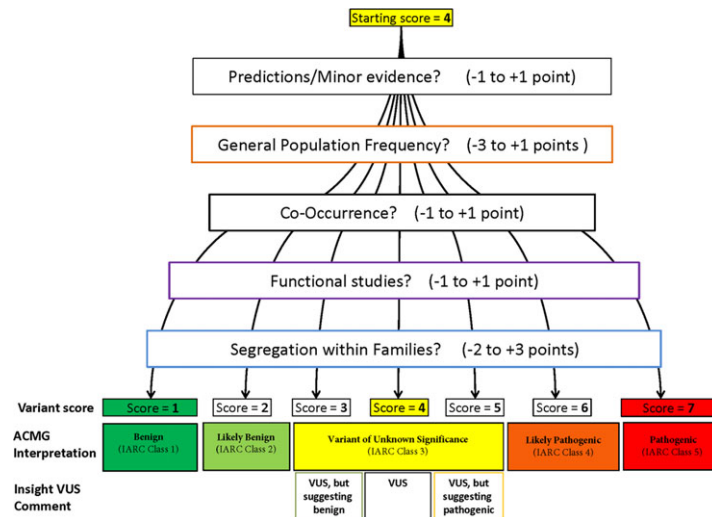 Starting score = 4
Predictions/Minor evidence? (-1 to +1 point)
General Population Frequency? (-3 to +1 points )
Co-Occurrence? (-1 to +1 point)
Functional studies? (-1 to +1 point)
Segregation within Families? (-2 to +3 points)
Variant score Score = 1 Score = 2 Score = 3 Score = 4 Score = 5 Score = 6 Score = 7
ACMG Benign Likely Benign Variant of Unknown Significance Likely Pathogenic Pathogenic
Interpretation (IARC Class 1) (IARC Class 2) (IARC Class 3) (IARC Class 4) (IARC Class 5)
Insight VUS VUS, but VUS VUS, but
Comment suggesting suggesting
benign pathogenic